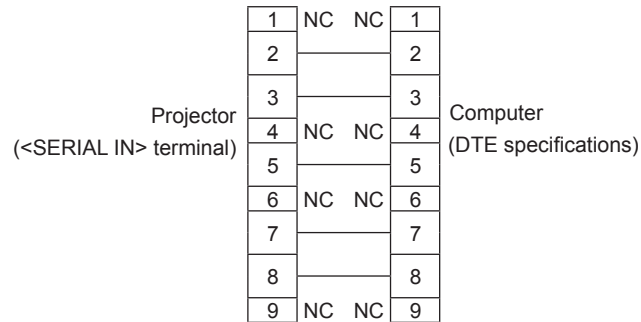 1 NC NC 1
2 2
3 3
Projector
(<SERIAL IN> terminal)
4 NC NC 4
Computer
(DTE specifications)
5 5
6 NC NC 6
7 7
8 8
9 NC NC 9